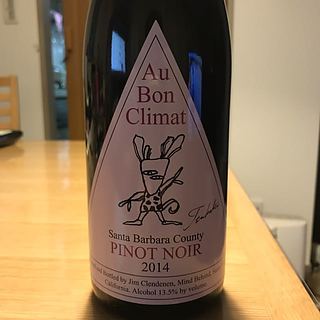 Au
Bon
Climat
Santa Barbara County
PINOT NOIR
2014
and Bottled by Jim Clendenen, Mind Behind,
California. Alcohol 13.5% by volume